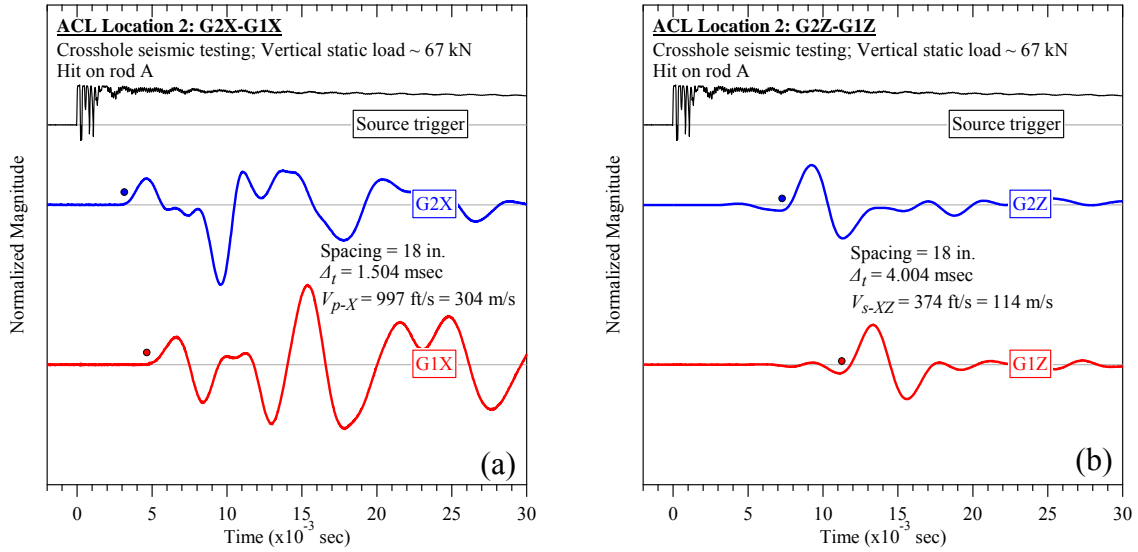 ACL Location 2: G2X-G1X
Crosshole seismic testing; Vertical static load ~ 67 kN
Hit on rod A
Source trigger
G2X
Spacing = 18 in.
Δt = 1.504 msec
Vp-X = 997 ft/s = 304 m/s
G1X
(a)
Normalized Magnitude
0 5 10 15 20 25 30
Time (x10-3 sec)
ACL Location 2: G2Z-G1Z
Crosshole seismic testing; Vertical static load ~ 67 kN
Hit on rod A
Source trigger
G2Z
Spacing = 18 in.
Δt = 4.004 msec
Vs-XZ = 374 ft/s = 114 m/s
G1Z
(b)
Normalized Magnitude
0 5 10 15 20 25 30
Time (x10-3 sec)